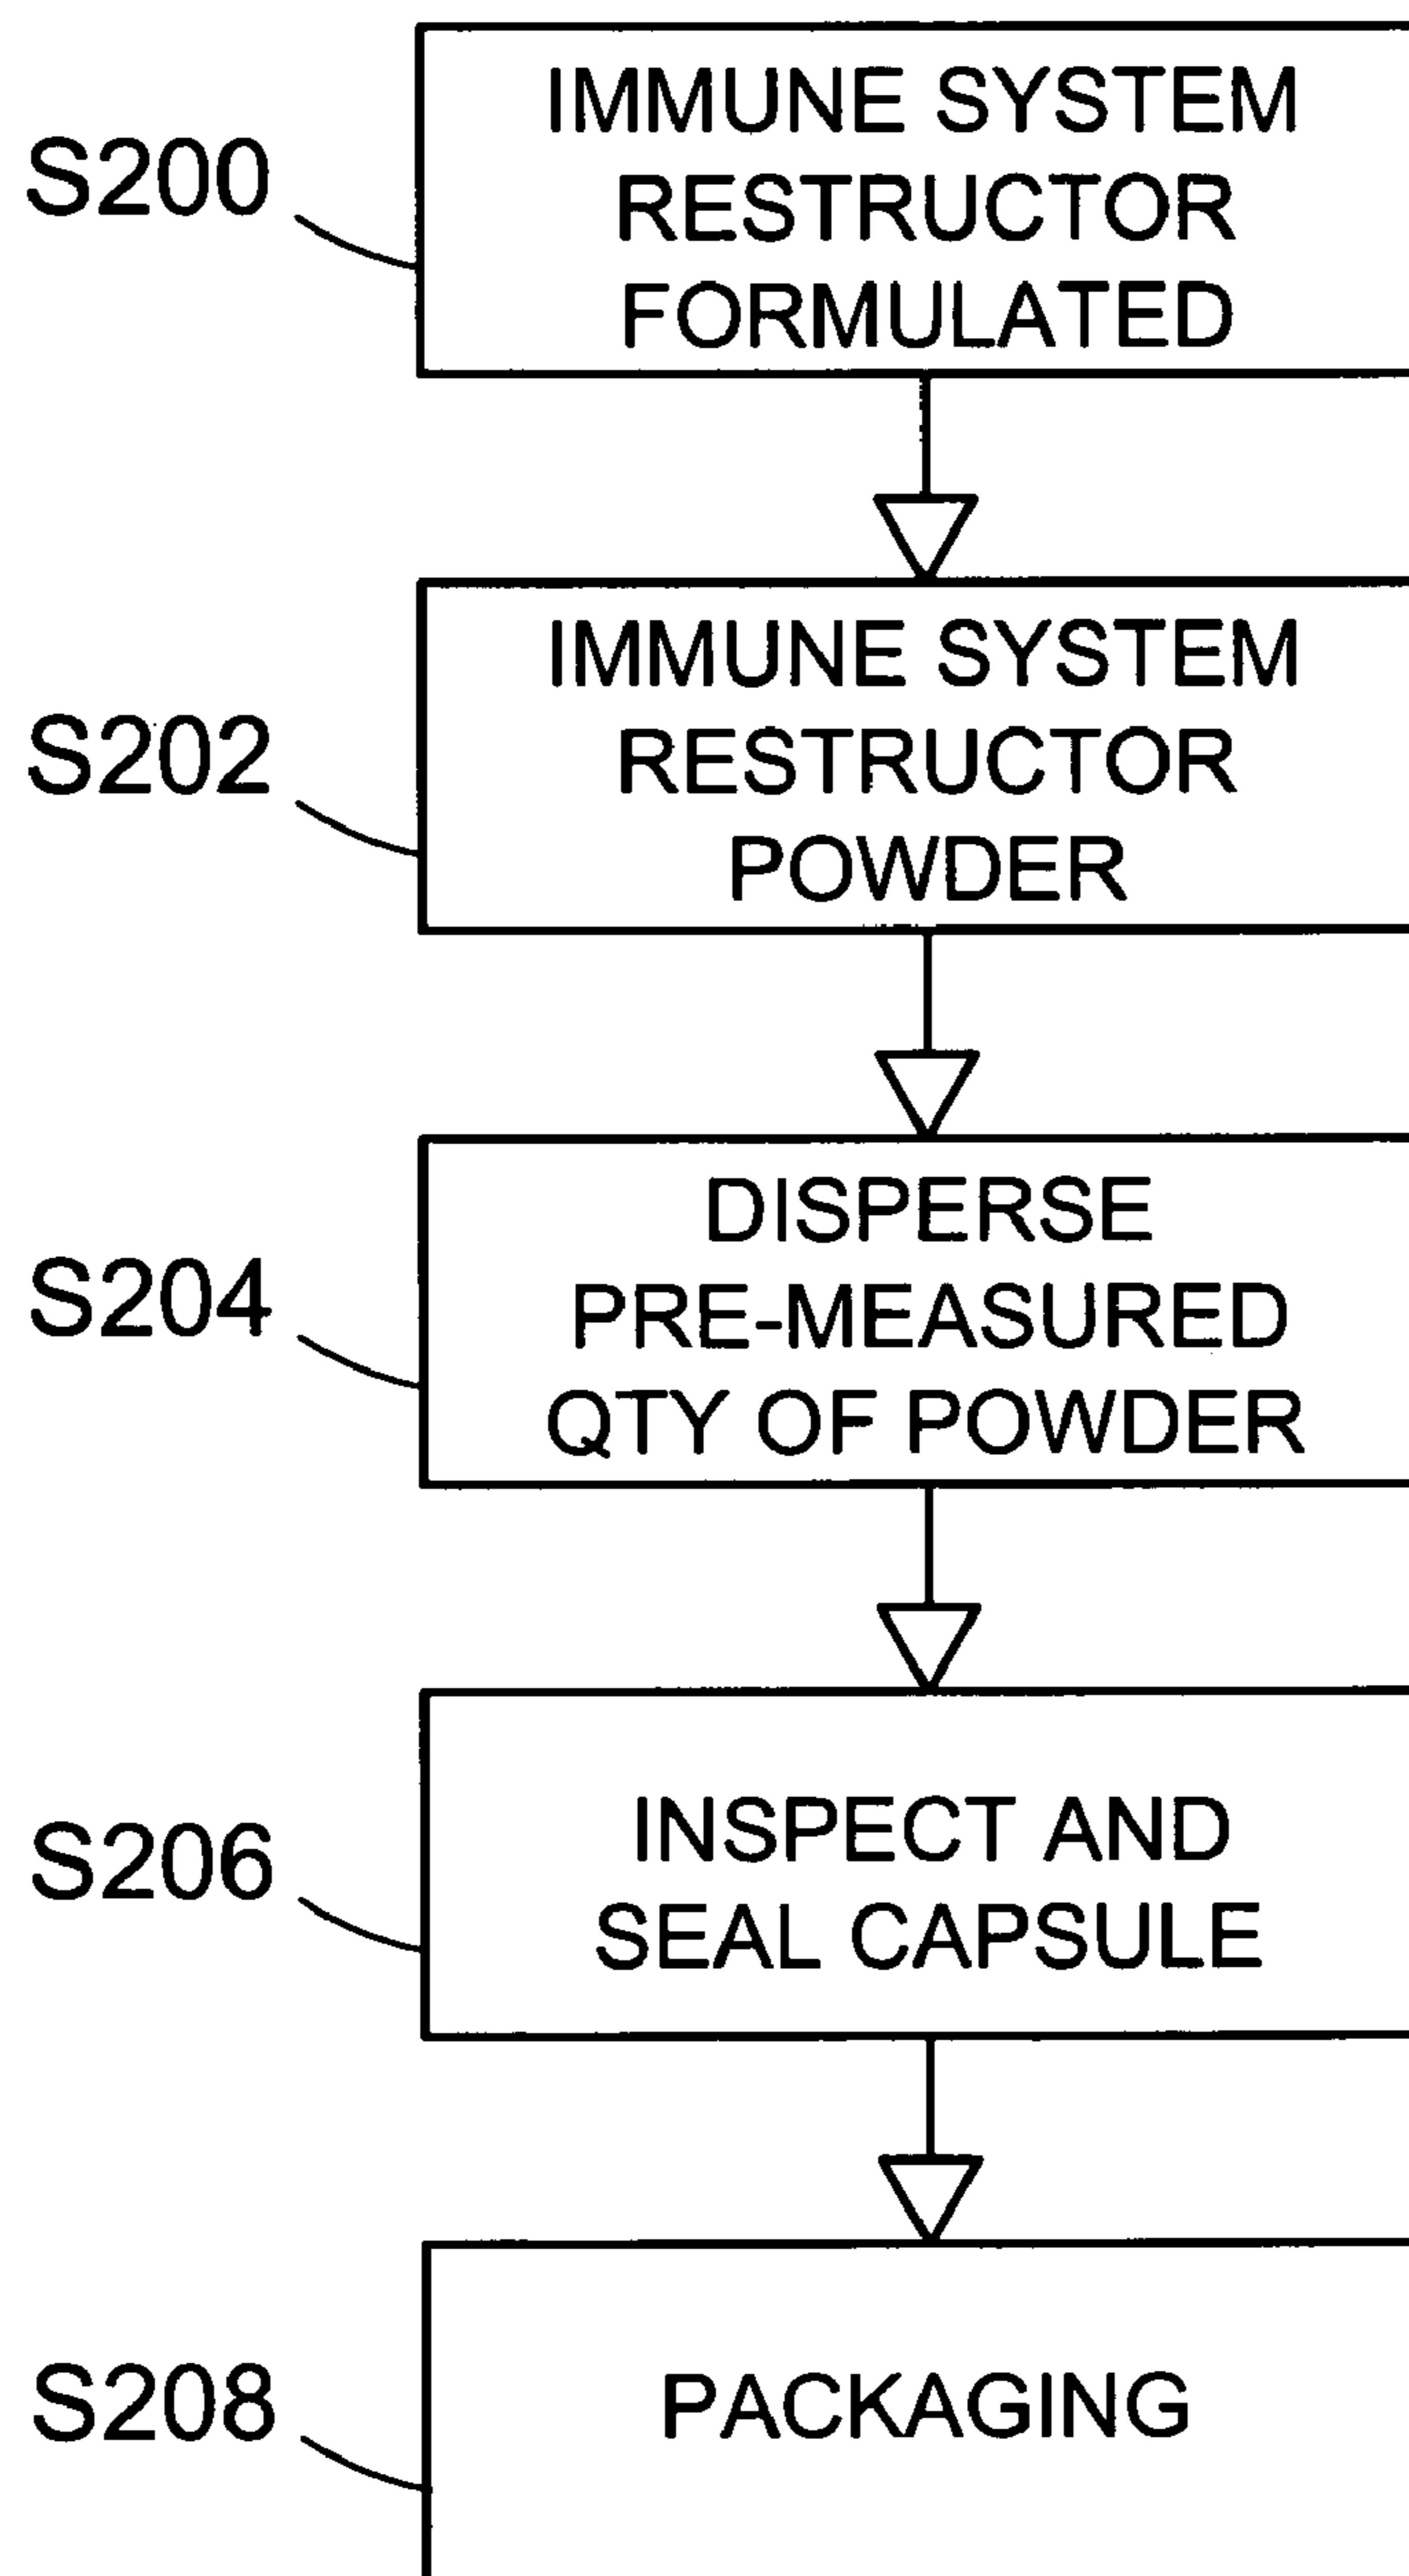 S200
IMMUNE SYSTEM
RESTRUCTOR
FORMULATED
S202
IMMUNE SYSTEM
RESTRUCTOR
POWDER
S204
DISPERSE
PRE-MEASURED
QTY OF POWDER
S206
INSPECT AND
SEAL CAPSULE
S208
PACKAGING